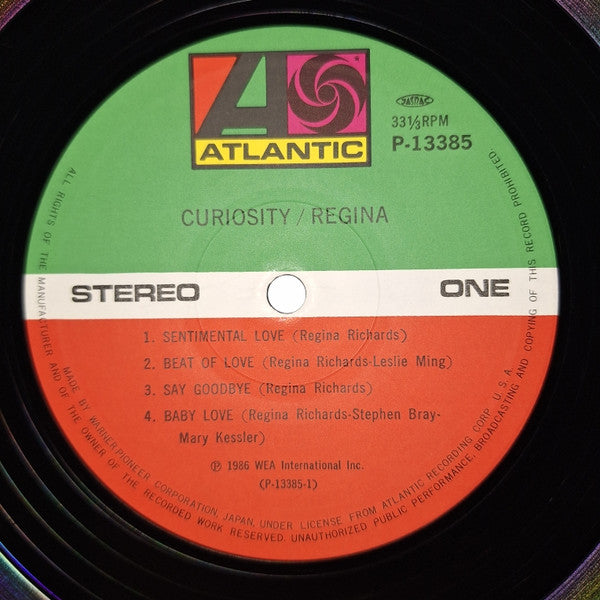 ATLANTIC
JASRAC
33⅓RPM
P-13385
CURIOSITY / REGINA
STEREO
ONE
1. SENTIMENTAL LOVE (Regina Richards)
2. BEAT OF LOVE (Regina Richards-Leslie Ming)
3. SAY GOODBYE (Regina Richards)
4. BABY LOVE (Regina Richards-Stephen Bray-
Mary Kessler)
Ⓟ 1986 WEA International Inc.
(P-13385-1)
MADE BY WARNER-PIONEER CORPORATION, JAPAN, UNDER LICENSE FROM ATLANTIC RECORDING CORP. U.S.A.
ALL RIGHTS OF THE MANUFACTURER AND OF THE OWNER OF THE RECORDED WORK RESERVED. UNAUTHORIZED PUBLIC PERFORMANCE, BROADCASTING AND COPYING OF THIS RECORD PROHIBITED.